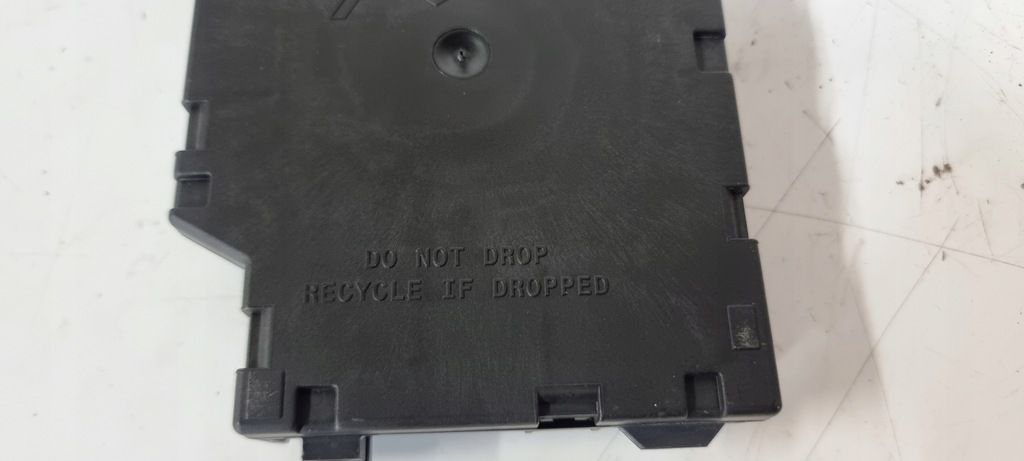 DO NOT DROP
RECYCLE IF DROPPED